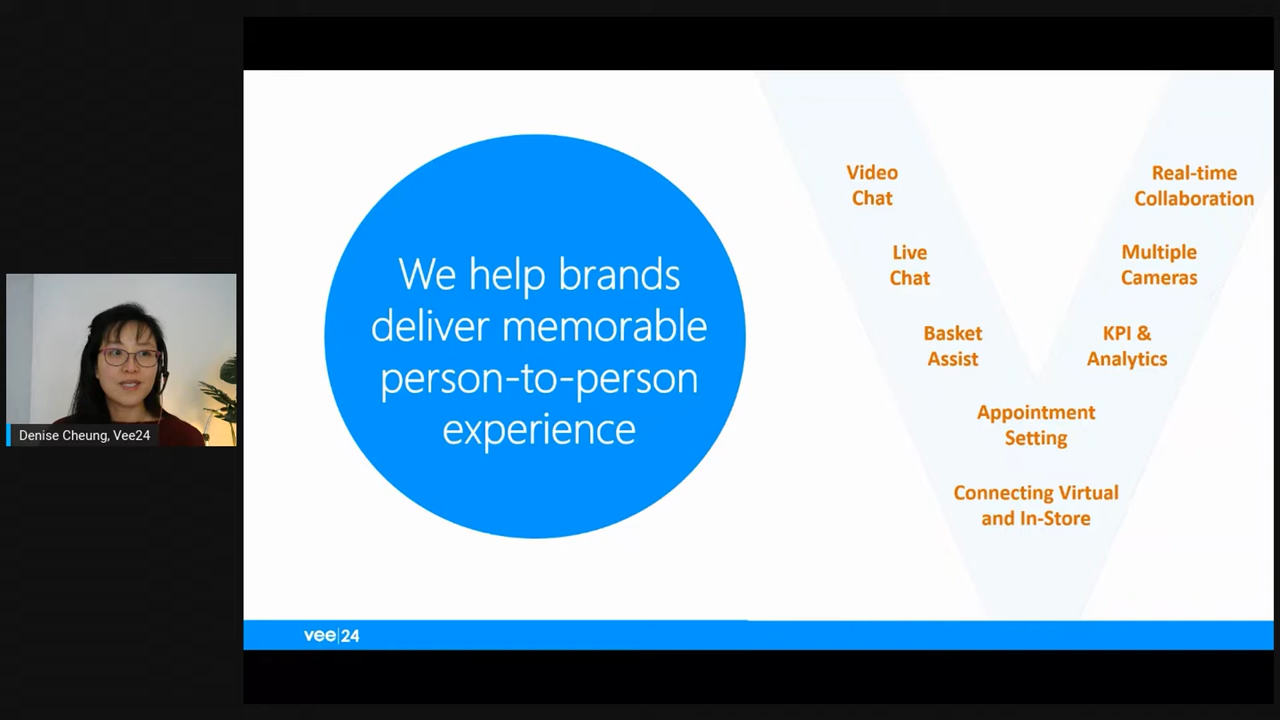 We help brands
deliver memorable
person-to-person
experience
Video
Chat
Real-time
Collaboration
Live
Chat
Multiple
Cameras
Basket
Assist
KPI &
Analytics
Appointment
Setting
Connecting Virtual
and In-Store
Denise Cheung, Vee24
vee|24